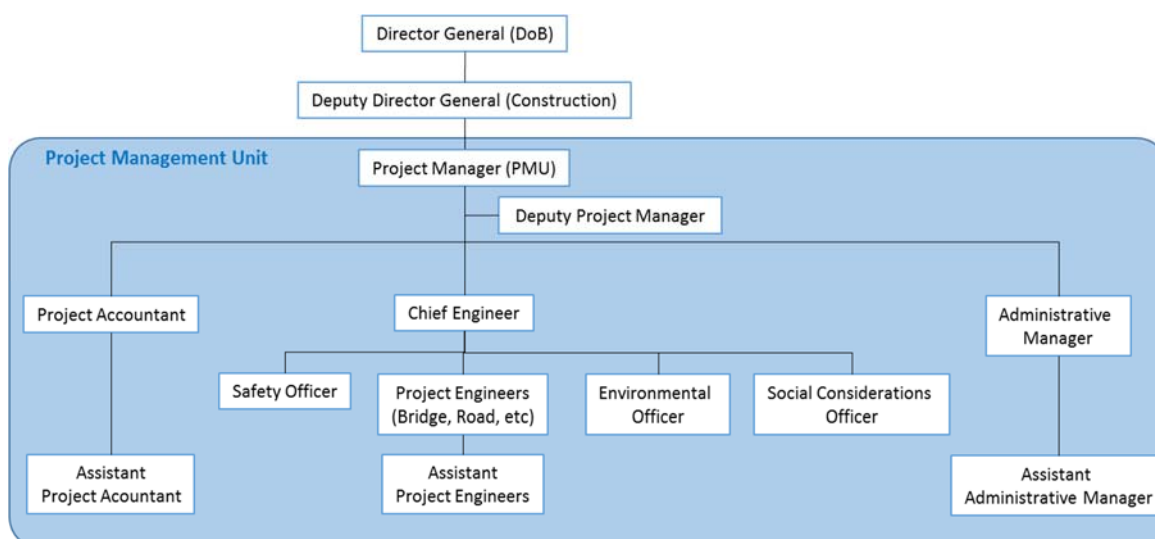 Director General (DoB)
Deputy Director General (Construction)
Project Management Unit
Project Manager (PMU)
Deputy Project Manager
Project Accountant
Chief Engineer
Administrative
Manager
Safety Officer
Project Engineers
(Bridge, Road, etc)
Environmental
Officer
Social Considerations
Officer
Assistant
Project Acountant
Assistant
Project Engineers
Assistant
Administrative Manager